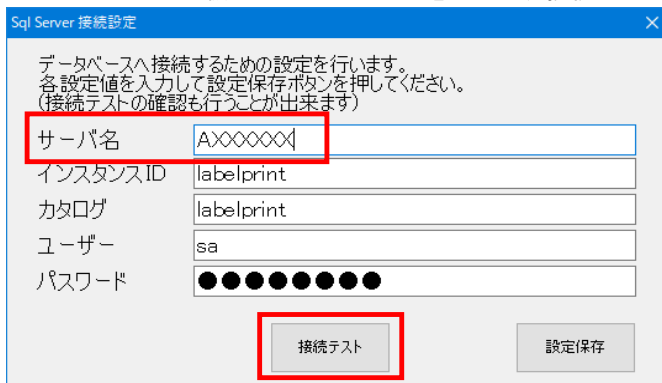 Sql Server 接続設定
データベースへ接続するための設定を行います。
各設定値を入力して設定保存ボタンを押してください。
(接続テストの確認も行うことが出来ます)
サーバ名 AXXXXXX
インスタンスID labelprint
カタログ labelprint
ユーザー sa
パスワード ●●●●●●●●
接続テスト 設定保存